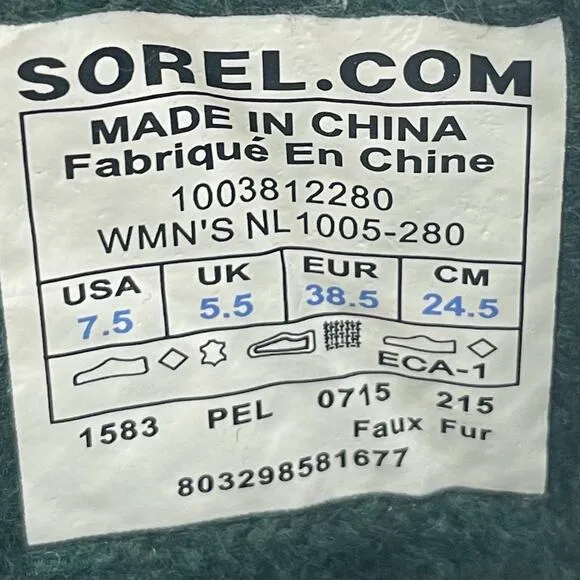 SOREL.COM
MADE IN CHINA
Fabriqué En Chine
1003812280
WMN'S NL1005-280
USA UK EUR CM
7.5 5.5 38.5 24.5
ECA-1
1583 PEL 0715 215
Faux Fur
803298581677